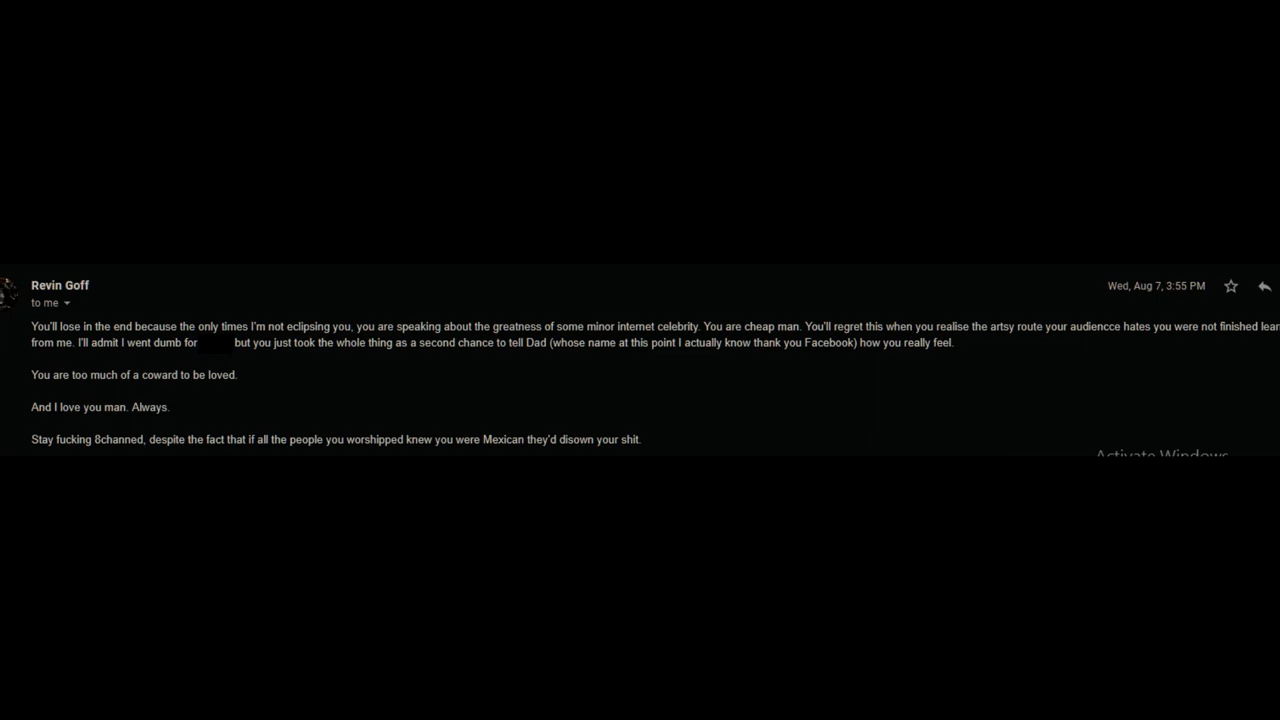 Revin Goff
Wed, Aug 7, 3:55 PM
to me
You'll lose in the end because the only times I'm not eclipsing you, you are speaking about the greatness of some minor internet celebrity. You are cheap man. You'll regret this when you realise the artsy route your audiencce hates you were not finished lear
from me. I'll admit I went dumb for but you just took the whole thing as a second chance to tell Dad (whose name at this point I actually know thank you Facebook) how you really feel.
You are too much of a coward to be loved.
And I love you man. Always.
Stay fucking 8channed, despite the fact that if all the people you worshipped knew you were Mexican they'd disown your shit.
Activate Windows